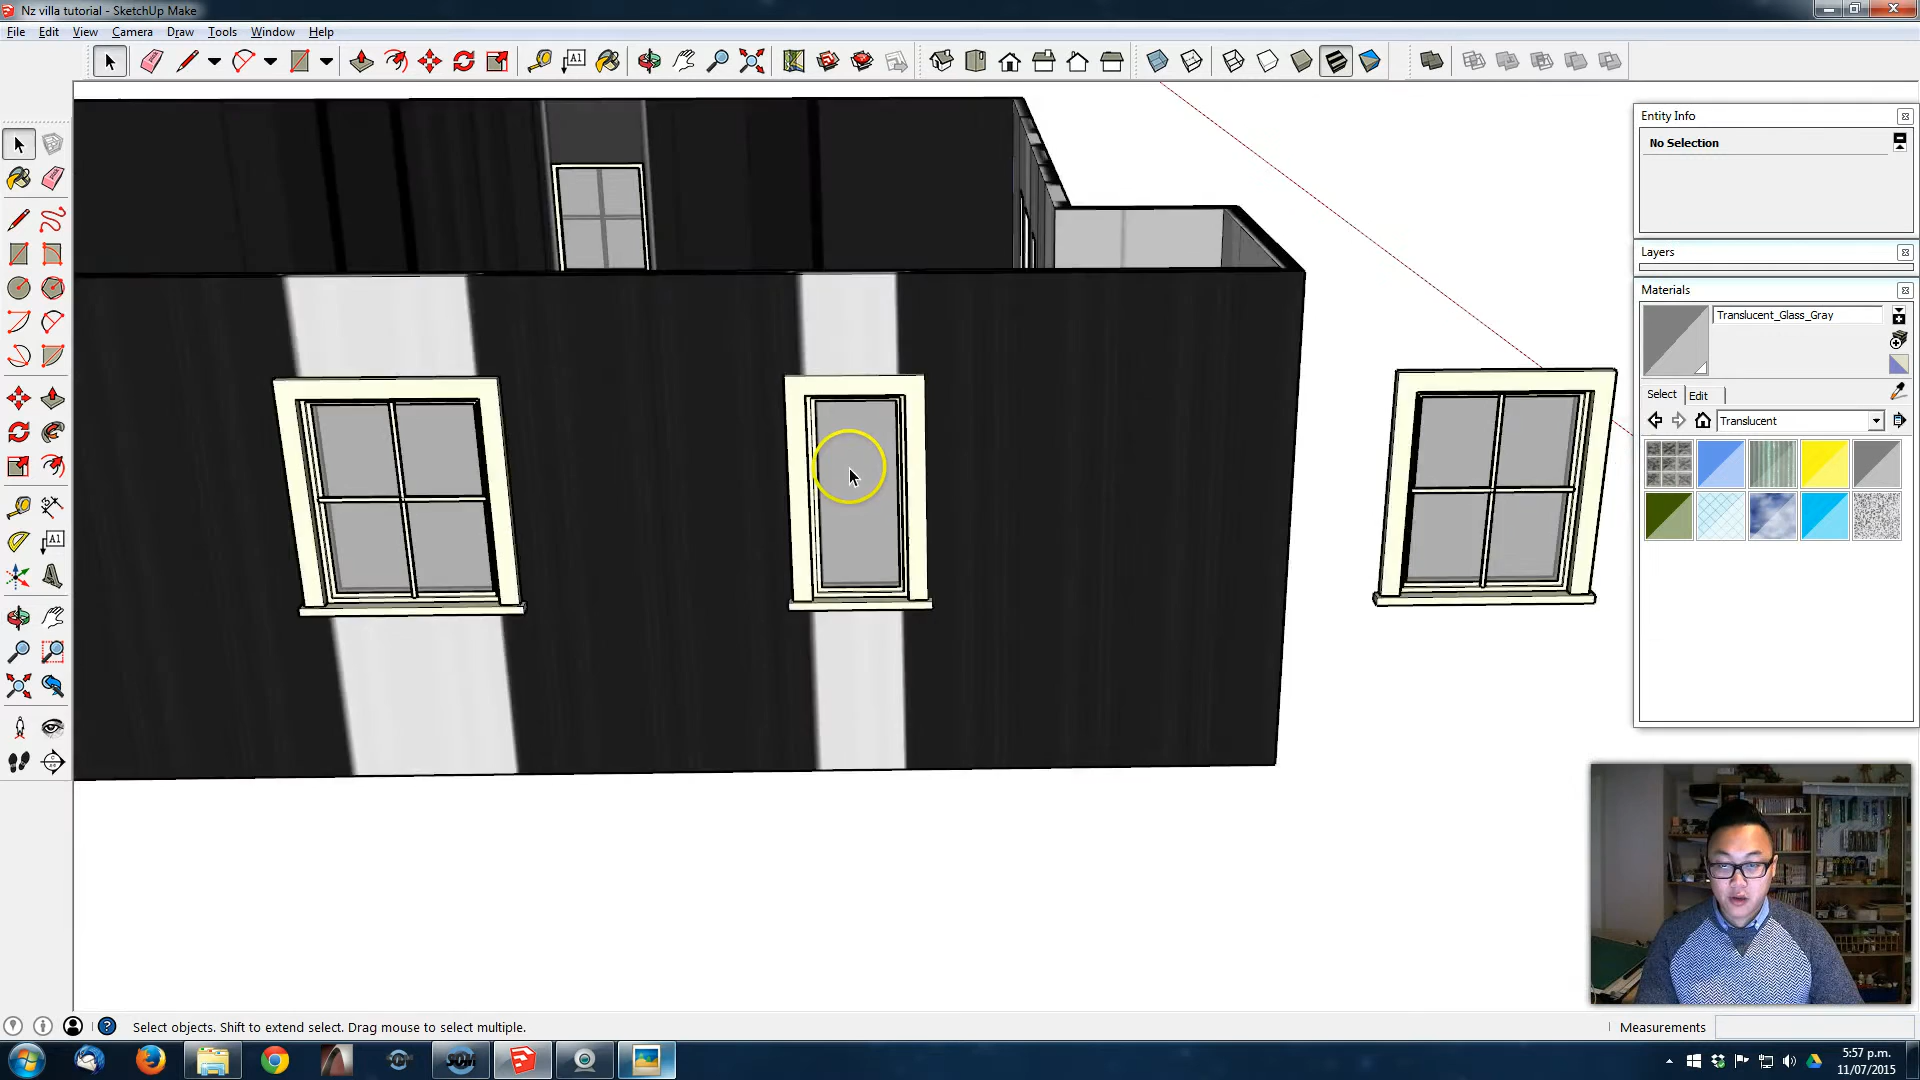 Nz villa tutorial - SketchUp Make
File Edit View Camera Draw Tools Window Help
A1
Entity Info
No Selection
Layers
Materials
Translucent_Glass_Gray
Select Edit
Translucent
A1
Select objects. Shift to extend select. Drag mouse to select multiple.
Measurements
5:57 p.m.
11/07/2015